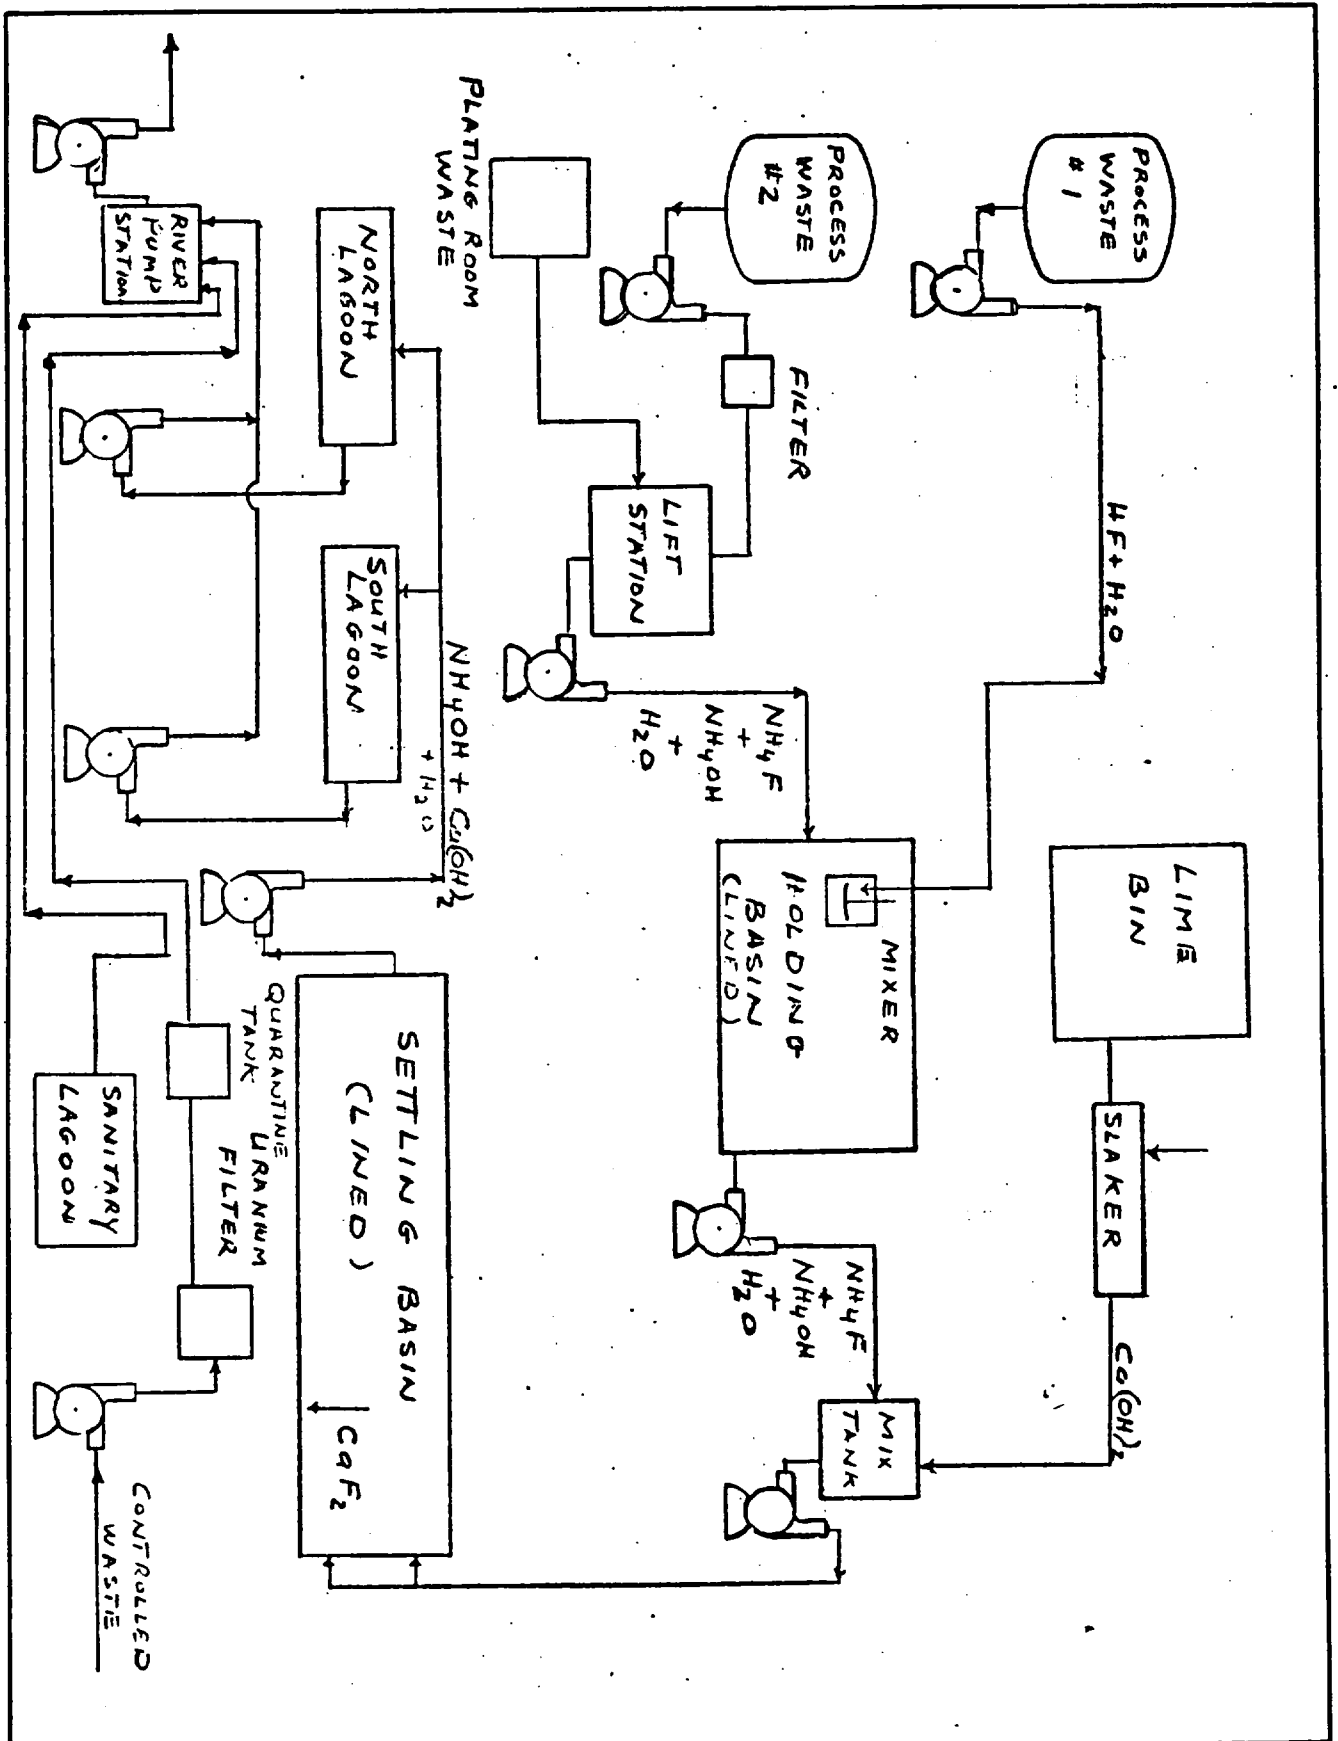 PROCESS
WASTE
#1
HF + H₂O
LIME
BIN
SLAKER
Ca(OH)₂
PROCESS
WASTE
#2
FILTER
LIFT
STATION
PLATING ROOM
WASTE
NH₄F
+
NH₄OH
+
H₂O
MIXER
HOLDING
BASIN
(LINED)
NH₄F
+
NH₄OH
+
H₂O
MIX
TANK
NORTH
LAGOON
SOUTH
LAGOON
NH₄OH + Ca(OH)₂
+ H₂O
SETTLING BASIN
(LINED)
CaF₂
RIVER
PUMP
STATION
QUARANTINE
TANK
URANIUM
FILTER
SANITARY
LAGOON
CONTROLLED
WASTE